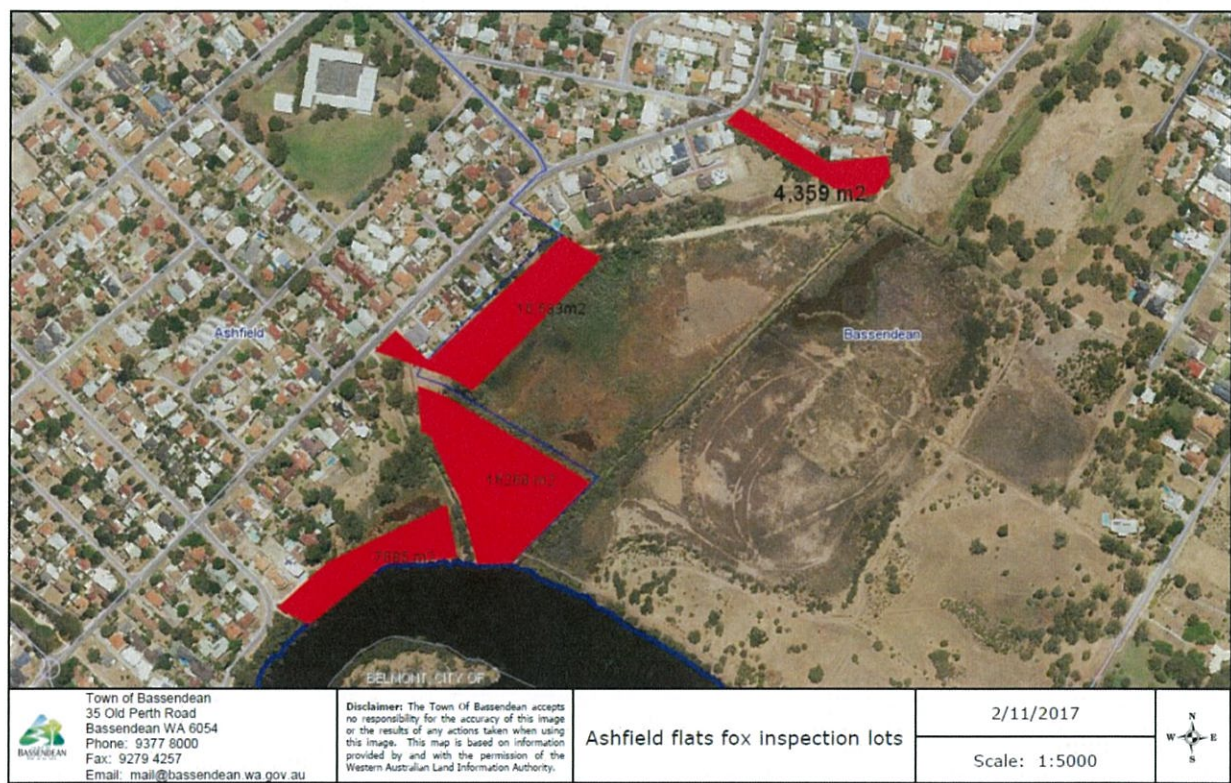 4,359 m2
Ashfield
Bassendean
BELMONT, CITY OF
BASSENDEAN
Town of Bassendean
35 Old Perth Road
Bassendean WA 6054
Phone: 9377 8000
Fax: 9279 4257
Email: mail@bassendean.wa.gov.au
Disclaimer: The Town Of Bassendean accepts
no responsibility for the accuracy of this image
or the results of any actions taken when using
this image. This map is based on information
provided by and with the permission of the
Western Australian Land Information Authority.
Ashfield flats fox inspection lots
2/11/2017
Scale: 1:5000
N
W
E
S